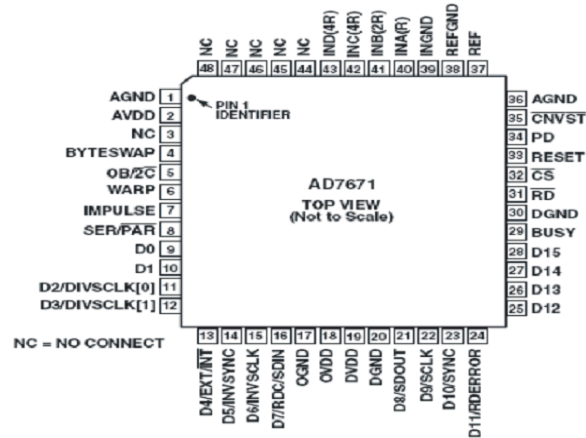 NC NC NC NC NC IND(4R) INC(4R) INB(2R) INA(R) INGND REFGND REF
48 47 46 45 44 43 42 41 40 39 38 37
AGND 1
AVDD 2
NC 3
BYTESWAP 4
OB/2C 5
WARP 6
IMPULSE 7
SER/PAR 8
D0 9
D1 10
D2/DIVSCLK[0] 11
D3/DIVSCLK[1] 12
PIN 1
IDENTIFIER
AD7671
TOP VIEW
(Not to Scale)
36 AGND
35 CNVST
34 PD
33 RESET
32 CS
31 RD
30 DGND
29 BUSY
28 D15
27 D14
26 D13
25 D12
NC = NO CONNECT
13 14 15 16 17 18 19 20 21 22 23 24
D4/EXT/INT D5/INVSYNC D6/INVSCLK D7/RDC/SDIN OGND OVDD DVDD DGND D8/SDOUT D9/SCLK D10/SYNC D11/RDERROR